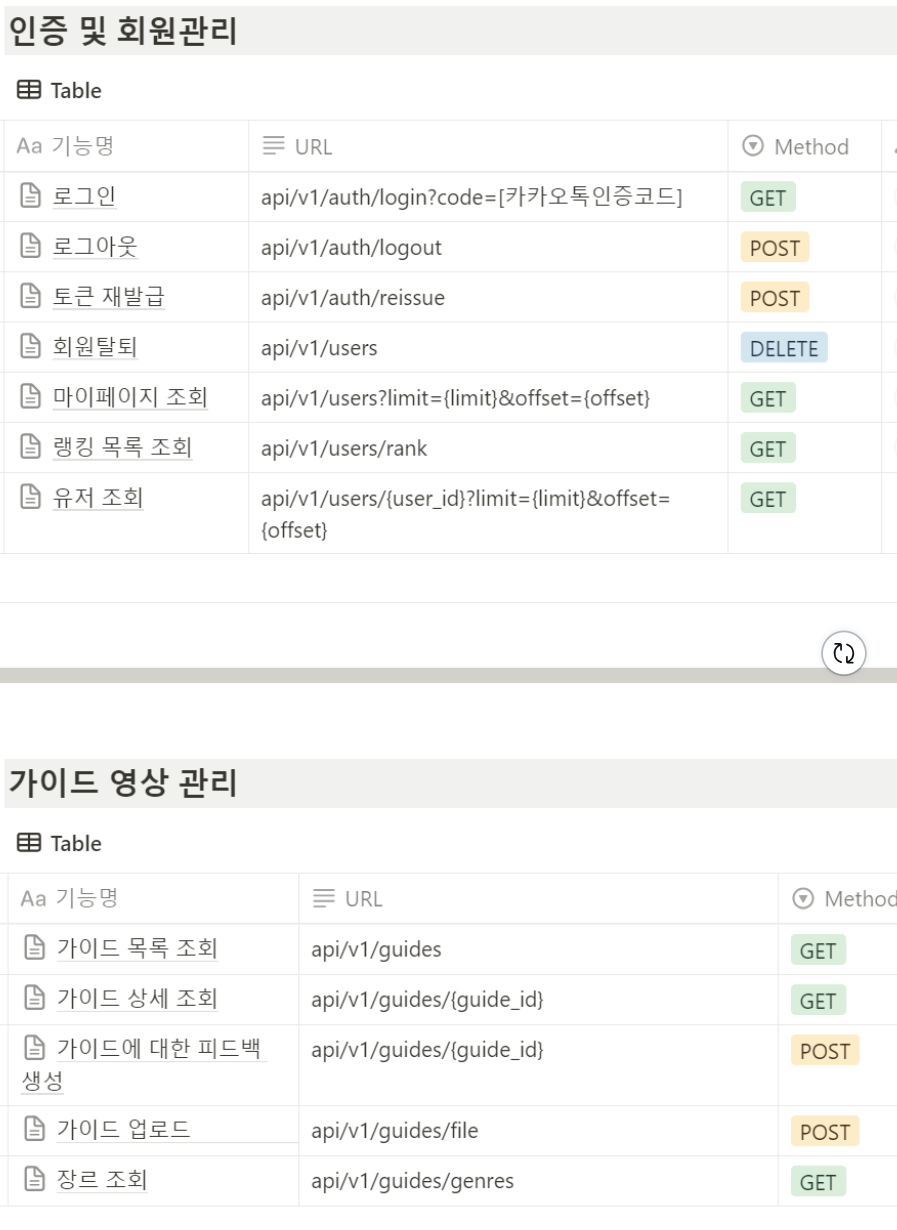 인증 및 회원관리
Table
Aa 기능명 URL Method
로그인 api/v1/auth/login?code=[카카오톡인증코드] GET
로그아웃 api/v1/auth/logout POST
토큰 재발급 api/v1/auth/reissue POST
회원탈퇴 api/v1/users DELETE
마이페이지 조회 api/v1/users?limit={limit}&offset={offset} GET
랭킹 목록 조회 api/v1/users/rank GET
유저 조회 api/v1/users/{user_id}?limit={limit}&offset= GET
{offset}
가이드 영상 관리
Table
Aa 기능명 URL Method
가이드 목록 조회 api/v1/guides GET
가이드 상세 조회 api/v1/guides/{guide_id} GET
가이드에 대한 피드백 api/v1/guides/{guide_id} POST
생성
가이드 업로드 api/v1/guides/file POST
장르 조회 api/v1/guides/genres GET